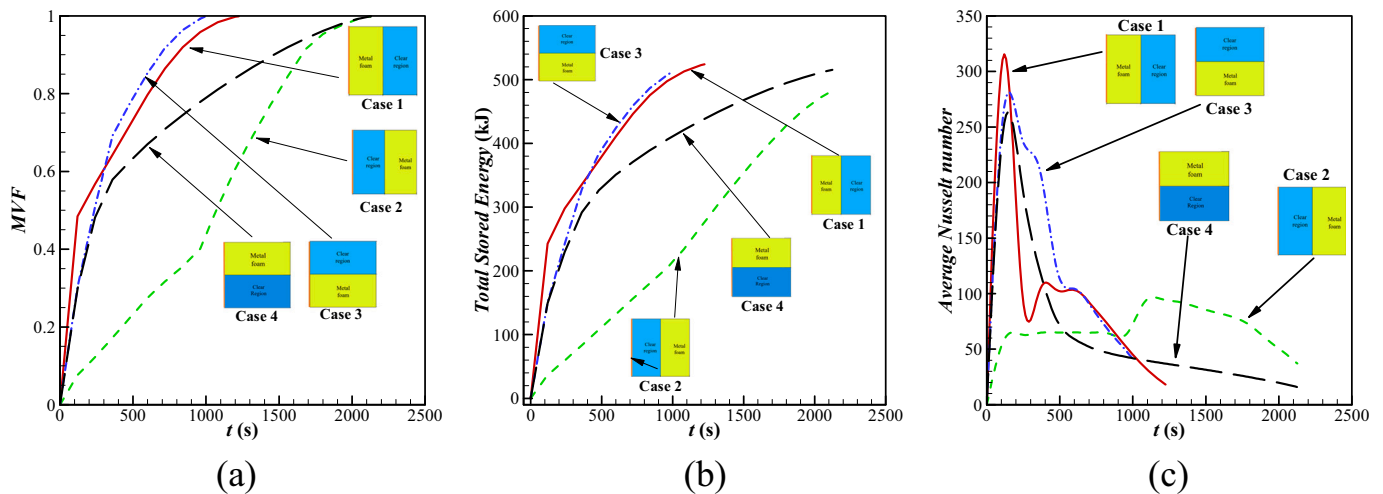 MVF
1
0.8
0.6
0.4
0.2
0
0
500
1000
1500
2000
2500
t (s)
Metal
foam
Clear
region
Case 1
Clear
region
Metal
foam
Case 2
Metal
foam
Clear
Region
Case 4
Clear
region
Metal
foam
Case 3
(a)
Total Stored Energy (kJ)
600
500
400
300
200
100
0
0
500
1000
1500
2000
2500
t (s)
Clear
region
Metal
foam
Case 3
Metal
foam
Clear
region
Case 1
Metal
foam
Clear
Region
Case 4
Clear
region
Metal
foam
Case 2
(b)
Average Nusselt number
350
300
250
200
150
100
50
0
0
500
1000
1500
2000
2500
t (s)
Case 1
Metal
foam
Clear
region
Clear
region
Metal
foam
Case 3
Metal
foam
Clear
Region
Case 4
Case 2
Clear
region
Metal
foam
(c)